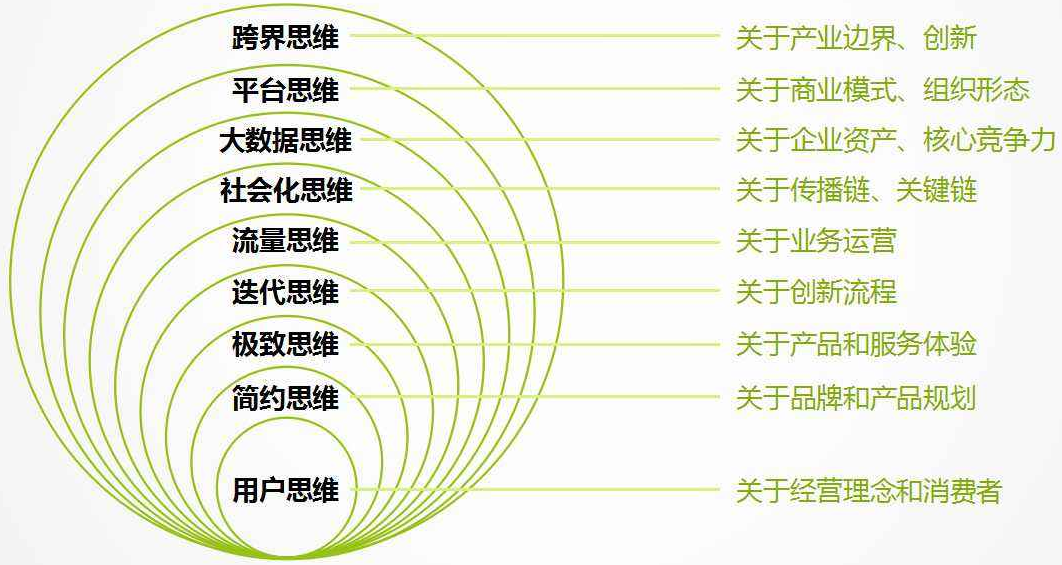 跨界思维 关于产业边界、创新
平台思维 关于商业模式、组织形态
大数据思维 关于企业资产、核心竞争力
社会化思维 关于传播链、关键链
流量思维 关于业务运营
迭代思维 关于创新流程
极致思维 关于产品和服务体验
简约思维 关于品牌和产品规划
用户思维 关于经营理念和消费者